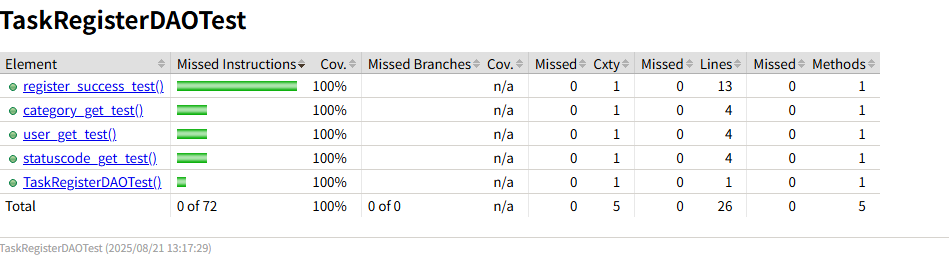 TaskRegisterDAOTest
Element Missed Instructions Cov. Missed Branches Cov. Missed Cxty Missed Lines Missed Methods
register_success_test() 100% n/a 0 1 0 13 0 1
category_get_test() 100% n/a 0 1 0 4 0 1
user_get_test() 100% n/a 0 1 0 4 0 1
statuscode_get_test() 100% n/a 0 1 0 4 0 1
TaskRegisterDAOTest() 100% n/a 0 1 0 1 0 1
Total 0 of 72 100% 0 of 0 n/a 0 5 0 26 0 5
TaskRegisterDAOTest (2025/08/21 13:17:29)